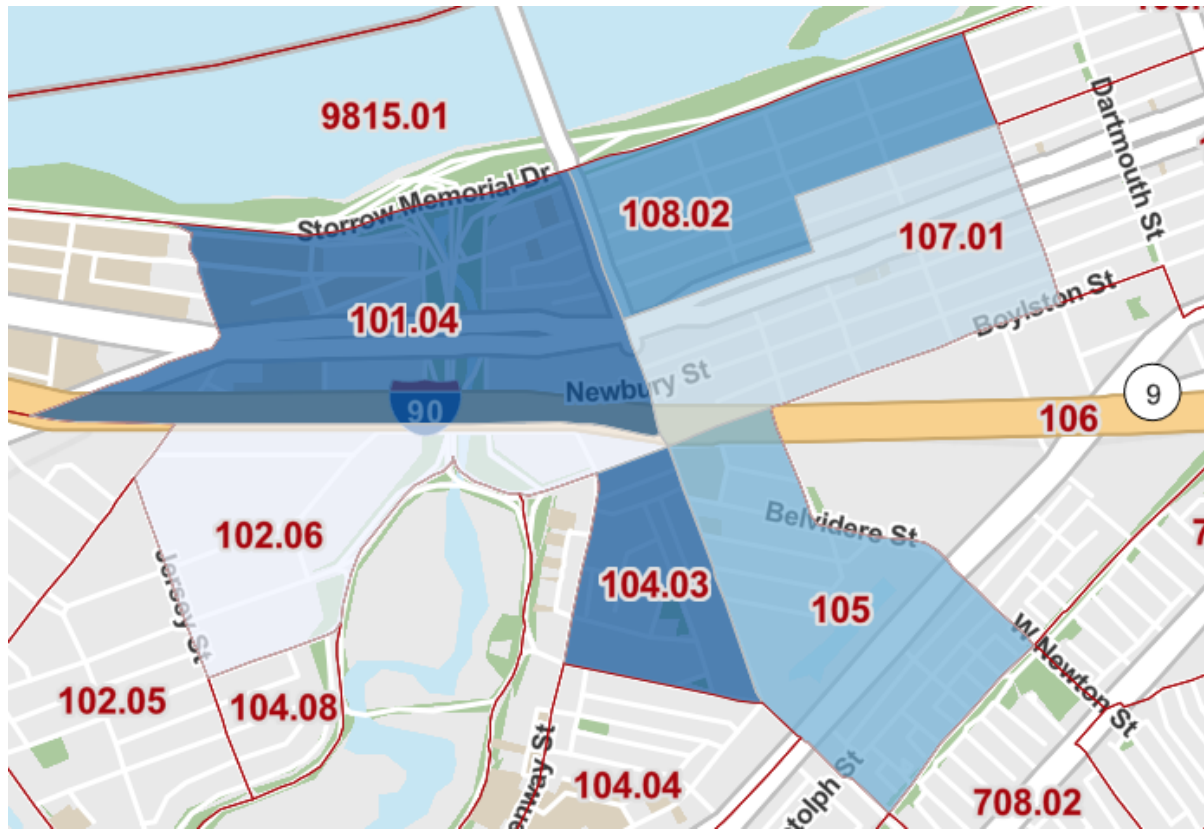 9815.01
Storrow Memorial Dr
108.02
Dartmouth St
107.01
101.04
Boylston St
Newbury St
90
9
106
102.06
Belvidere St
104.03
105
Jersey St
W Newton St
102.05
104.08
104.04
708.02